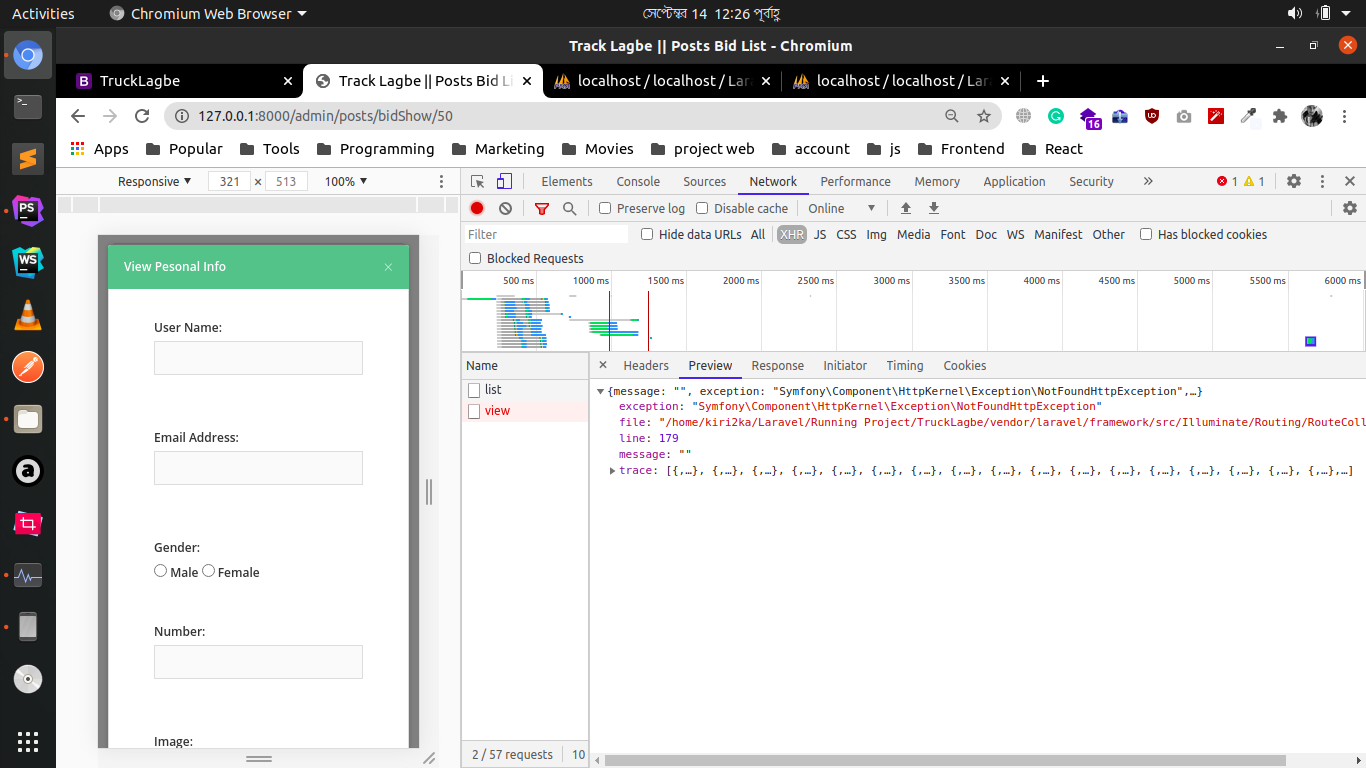 Activities Chromium Web Browser সেপ্টেম্বর 14 12:26 পূর্বাহ্ণ
Track Lagbe || Posts Bid List - Chromium
TruckLagbe Track Lagbe || Posts Bid Li localhost / localhost / Lar localhost / localhost / Lar
127.0.0.1:8000/admin/posts/bidShow/50 16
Apps Popular Tools Programming Marketing Movies project web account js Frontend React
Responsive 321 × 513 100% Elements Console Sources Network Performance Memory Application Security 1 1
Preserve log Disable cache Online
Filter Hide data URLs All XHR JS CSS Img Media Font Doc WS Manifest Other Has blocked cookies
Blocked Requests
500 ms 1000 ms 1500 ms 2000 ms 2500 ms 3000 ms 3500 ms 4000 ms 4500 ms 5000 ms 5500 ms 6000 ms
Name Headers Preview Response Initiator Timing Cookies
list
view
{message: "", exception: "Symfony\Component\HttpKernel\Exception\NotFoundHttpException",…}
exception: "Symfony\Component\HttpKernel\Exception\NotFoundHttpException"
file: "/home/kiri2ka/Laravel/Running Project/TruckLagbe/vendor/laravel/framework/src/Illuminate/Routing/RouteColl
line: 179
message: ""
trace: [{,…}, {,…}, {,…}, {,…}, {,…}, {,…}, {,…}, {,…}, {,…}, {,…}, {,…}, {,…}, {,…}, {,…}, {,…}, {,…}, {,…},…]
View Pesonal Info ×
User Name:
Email Address:
Gender:
Male Female
Number:
Image:
2 / 57 requests 10
PS
WS
a